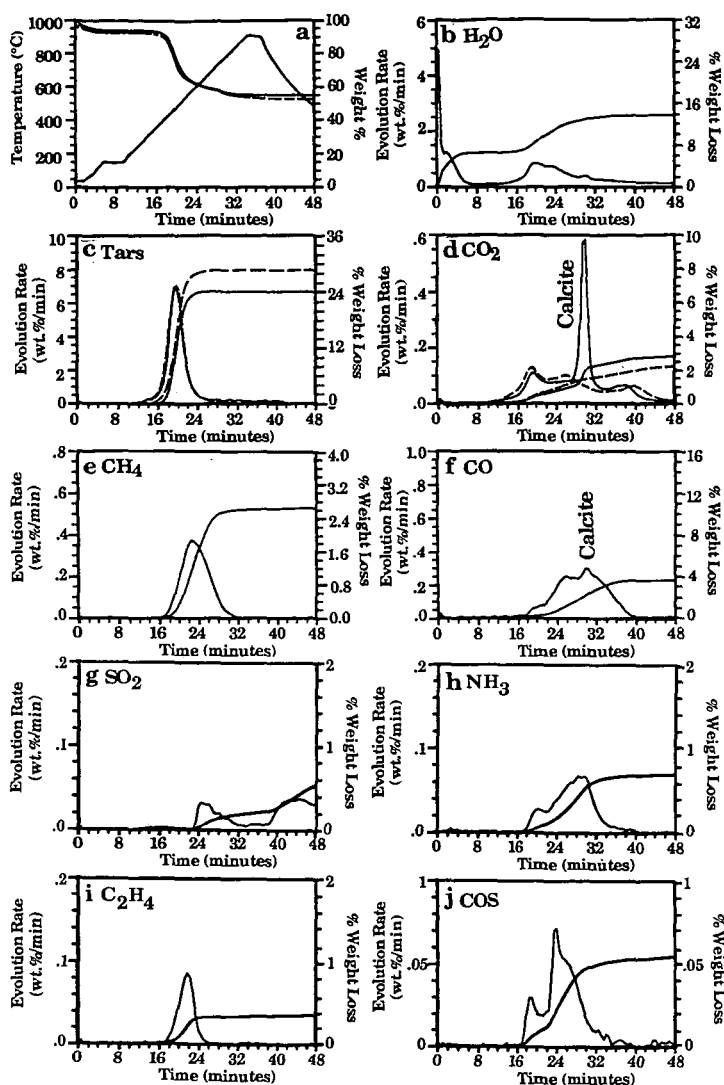 a
Temperature (°C)
1000
800
600
400
200
0
100
80
60
40
20
0
Weight %
0 8 16 24 32 40 48
Time (minutes)
b H2O
Evolution Rate
(wt.%/min)
6
4
2
0
32
24
16
8
0
% Weight Loss
0 8 16 24 32 40 48
Time (minutes)
c Tars
Evolution Rate
(wt.%/min)
10
8
6
4
2
0
36
24
12
0
% Weight Loss
0 8 16 24 32 40 48
Time (minutes)
d CO2
Calcite
Evolution Rate
(wt.%/min)
.6
.4
.2
.0
10
8
6
4
2
0
% Weight Loss
0 8 16 24 32 40 48
Time (minutes)
e CH4
Evolution Rate
(wt.%/min)
.8
.6
.4
.2
.0
4.0
3.0
2.0
1.0
0.0
% Weight Loss
0 8 16 24 32 40 48
Time (minutes)
f CO
Calcite
Evolution Rate
(wt.%/min)
1.0
0.8
0.6
0.4
0.2
0.0
16
12
8
4
0
% Weight Loss
0 8 16 24 32 40 48
Time (minutes)
g SO2
Evolution Rate
(wt.%/min)
.2
.1
.0
2
1
0
% Weight Loss
0 8 16 24 32 40 48
Time (minutes)
h NH3
Evolution Rate
(wt.%/min)
.2
.1
.0
2
1
0
% Weight Loss
0 8 16 24 32 40 48
Time (minutes)
i C2H4
Evolution Rate
(wt.%/min)
.2
.1
.0
2
1
0
% Weight Loss
0 8 16 24 32 40 48
Time (minutes)
j COS
Evolution Rate
(wt.%/min)
0.1
.05
0
1
.05
0
% Weight Loss
0 8 16 24 32 40 48
Time (minutes)